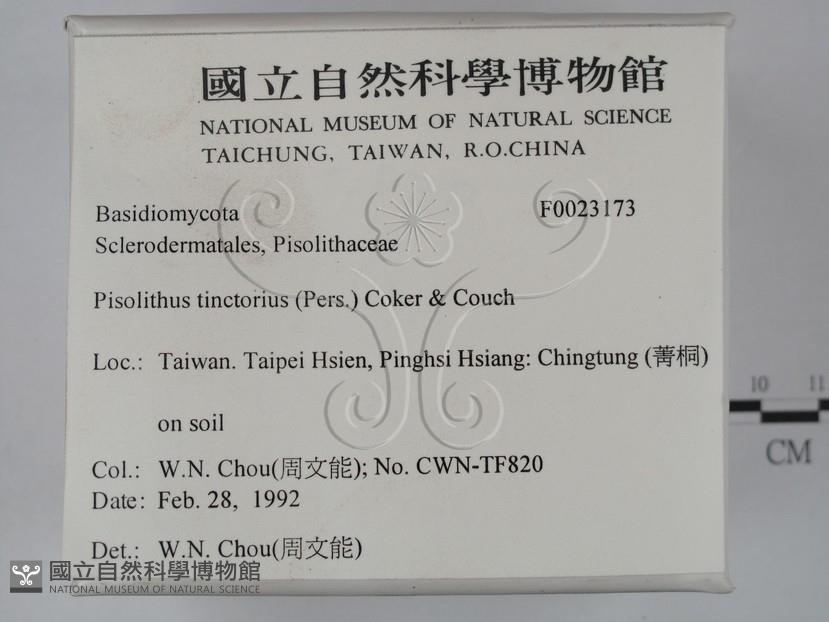 國立自然科學博物館
NATIONAL MUSEUM OF NATURAL SCIENCE
TAICHUNG, TAIWAN, R.O.CHINA
Basidiomycota F0023173
Sclerodermatales, Pisolithaceae
Pisolithus tinctorius (Pers.) Coker & Couch
Loc.: Taiwan. Taipei Hsien, Pinghsi Hsiang: Chingtung (菁桐)
on soil
Col.: W.N. Chou(周文能); No. CWN-TF820
Date: Feb. 28, 1992
Det.: W.N. Chou(周文能)
10 11
CM
國立自然科學博物館
NATIONAL MUSEUM OF NATURAL SCIENCE